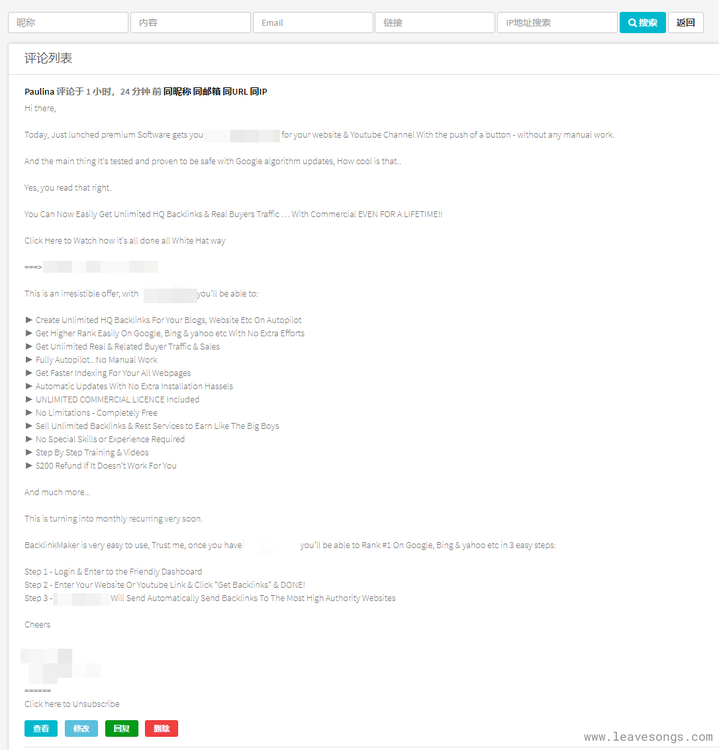 昵称 内容 Email 链接 IP地址搜索 搜索 返回
评论列表
Paulina 评论于 1 小时，24 分钟 前 同昵称 同邮箱 同URL 同IP
Hi there,
Today, Just lunched premium Software gets you for your website & Youtube Channel With the push of a button - without any manual work.
And the main thing It's tested and proven to be safe with Google algorithm updates, How cool is that..
Yes, you read that right.
You Can Now Easily Get Unlimited HQ Backlinks & Real Buyers Traffic … With Commercial EVEN FOR A LIFETIME!!
Click Here to Watch how it's all done all White Hat way
===>
This is an irresistible offer, with you'll be able to:
► Create Unlimited HQ Backlinks For Your Blogs, Website Etc On Autopilot
► Get Higher Rank Easily On Google, Bing & yahoo etc With No Extra Efforts
► Get Unlimited Real & Related Buyer Traffic & Sales
► Fully Autopilot.. No Manual Work
► Get Faster Indexing For Your All Webpages
► Automatic Updates With No Extra Installation Hassels
► UNLIMITED COMMERCIAL LICENCE Included
► No Limitations - Completely Free
► Sell Unlimited Backlinks & Rest Services to Earn Like The Big Boys
► No Special Skills or Experience Required
► Step By Step Training & Videos
► $200 Refund If It Doesn't Work For You
And much more...
This is turning into monthly recurring very soon.
BacklinkMaker is very easy to use, Trust me, once you have you'll be able to Rank #1 On Google, Bing & yahoo etc in 3 easy steps:
Step 1 - Login & Enter to the Friendly Dashboard
Step 2 - Enter Your Website Or Youtube Link & Click "Get Backlinks" & DONE!
Step 3 - Will Send Automatically Send Backlinks To The Most High Authority Websites
Cheers
======
Click here to Unsubscribe
查看 修改 回复 删除
www.leavesongs.com